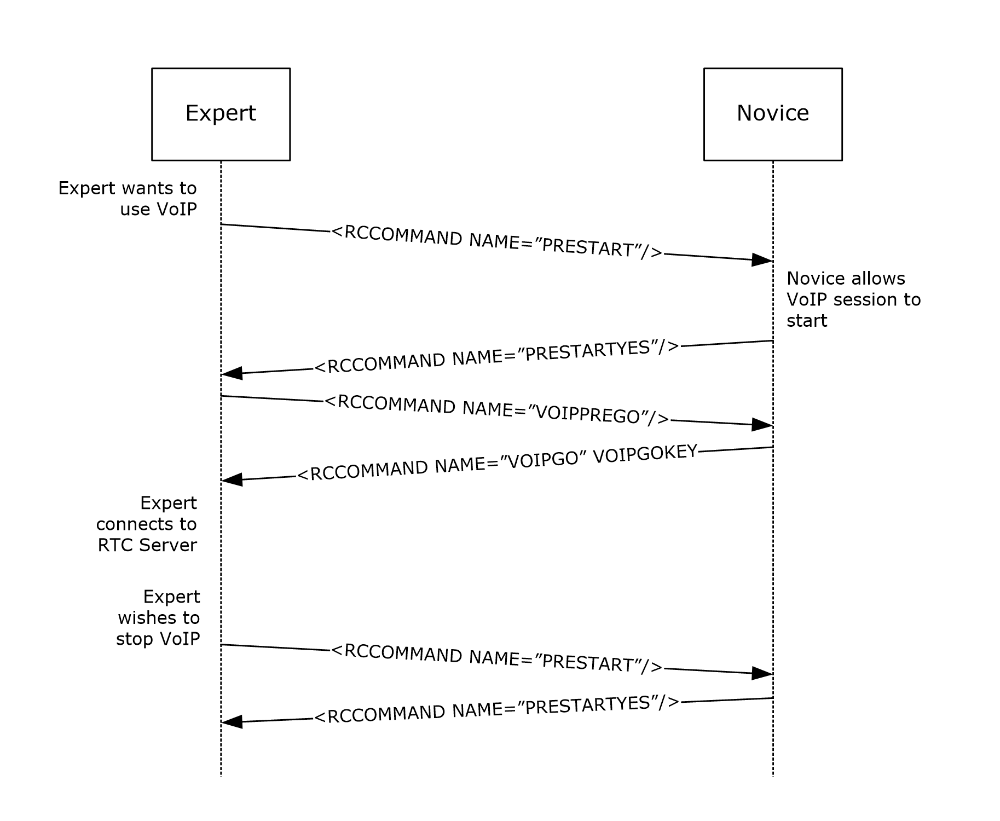 Expert
Novice
Expert wants to
use VoIP
<RCCOMMAND NAME=”PRESTART”/>
Novice allows
VoIP session to
start
<RCCOMMAND NAME=”PRESTARTYES”/>
<RCCOMMAND NAME=”VOIPPREGO”/>
<RCCOMMAND NAME=”VOIPGO” VOIPGOKEY
Expert
connects to
RTC Server
Expert
wishes to
stop VoIP
<RCCOMMAND NAME=”PRESTART”/>
<RCCOMMAND NAME=”PRESTARTYES”/>